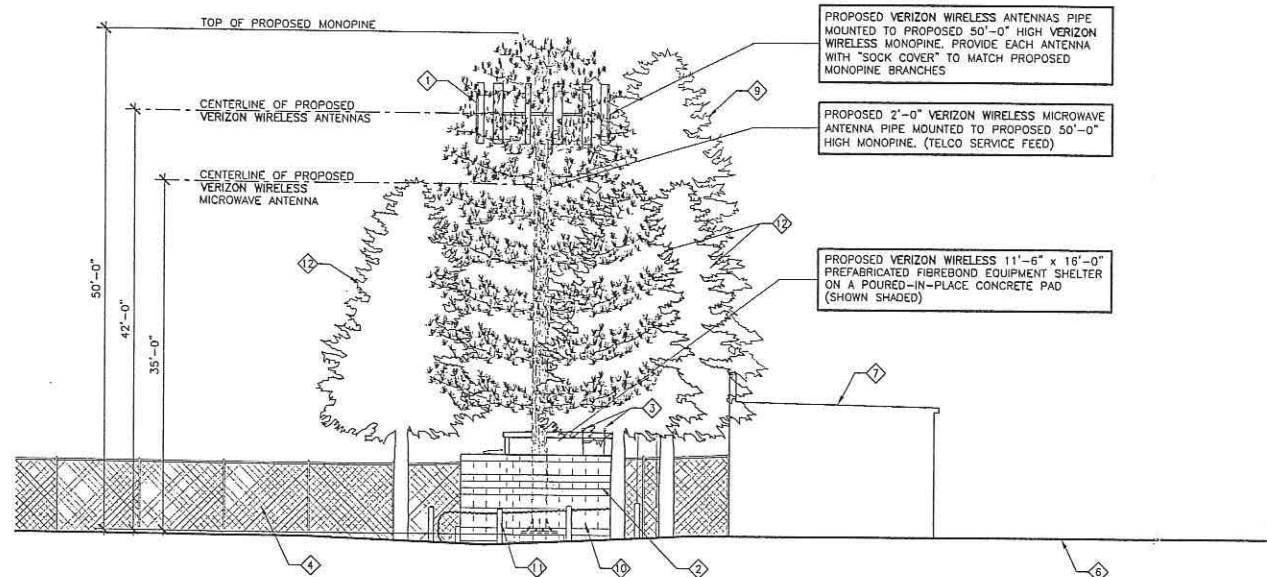 TOP OF PROPOSED MONOPINE
PROPOSED VERIZON WIRELESS ANTENNAS PIPE
MOUNTED TO PROPOSED 50'-0" HIGH VERIZON
WIRELESS MONOPINE. PROVIDE EACH ANTENNA
WITH "SOCK COVER" TO MATCH PROPOSED
MONOPINE BRANCHES
1
9
CENTERLINE OF PROPOSED
VERIZON WIRELESS ANTENNAS
PROPOSED 2'-0" VERIZON WIRELESS MICROWAVE
ANTENNA PIPE MOUNTED TO PROPOSED 50'-0"
HIGH MONOPINE. (TELCO SERVICE FEED)
CENTERLINE OF PROPOSED
VERIZON WIRELESS
MICROWAVE ANTENNA
12
12
50'-0"
42'-0"
35'-0"
PROPOSED VERIZON WIRELESS 11'-6" x 16'-0"
PREFABRICATED FIBREBOND EQUIPMENT SHELTER
ON A POURED-IN-PLACE CONCRETE PAD
(SHOWN SHADED)
7
3
4
11
10
2
6